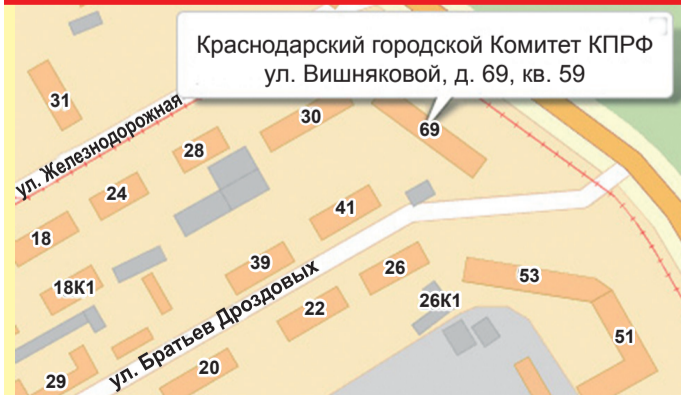 Краснодарский городской Комитет КПРФ
ул. Вишняковой, д. 69, кв. 59
31
ул. Железнодорожная
30
69
28
24
41
18
39
26
53
18К1
26К1
22
ул. Братьев Дроздовых
51
20
29